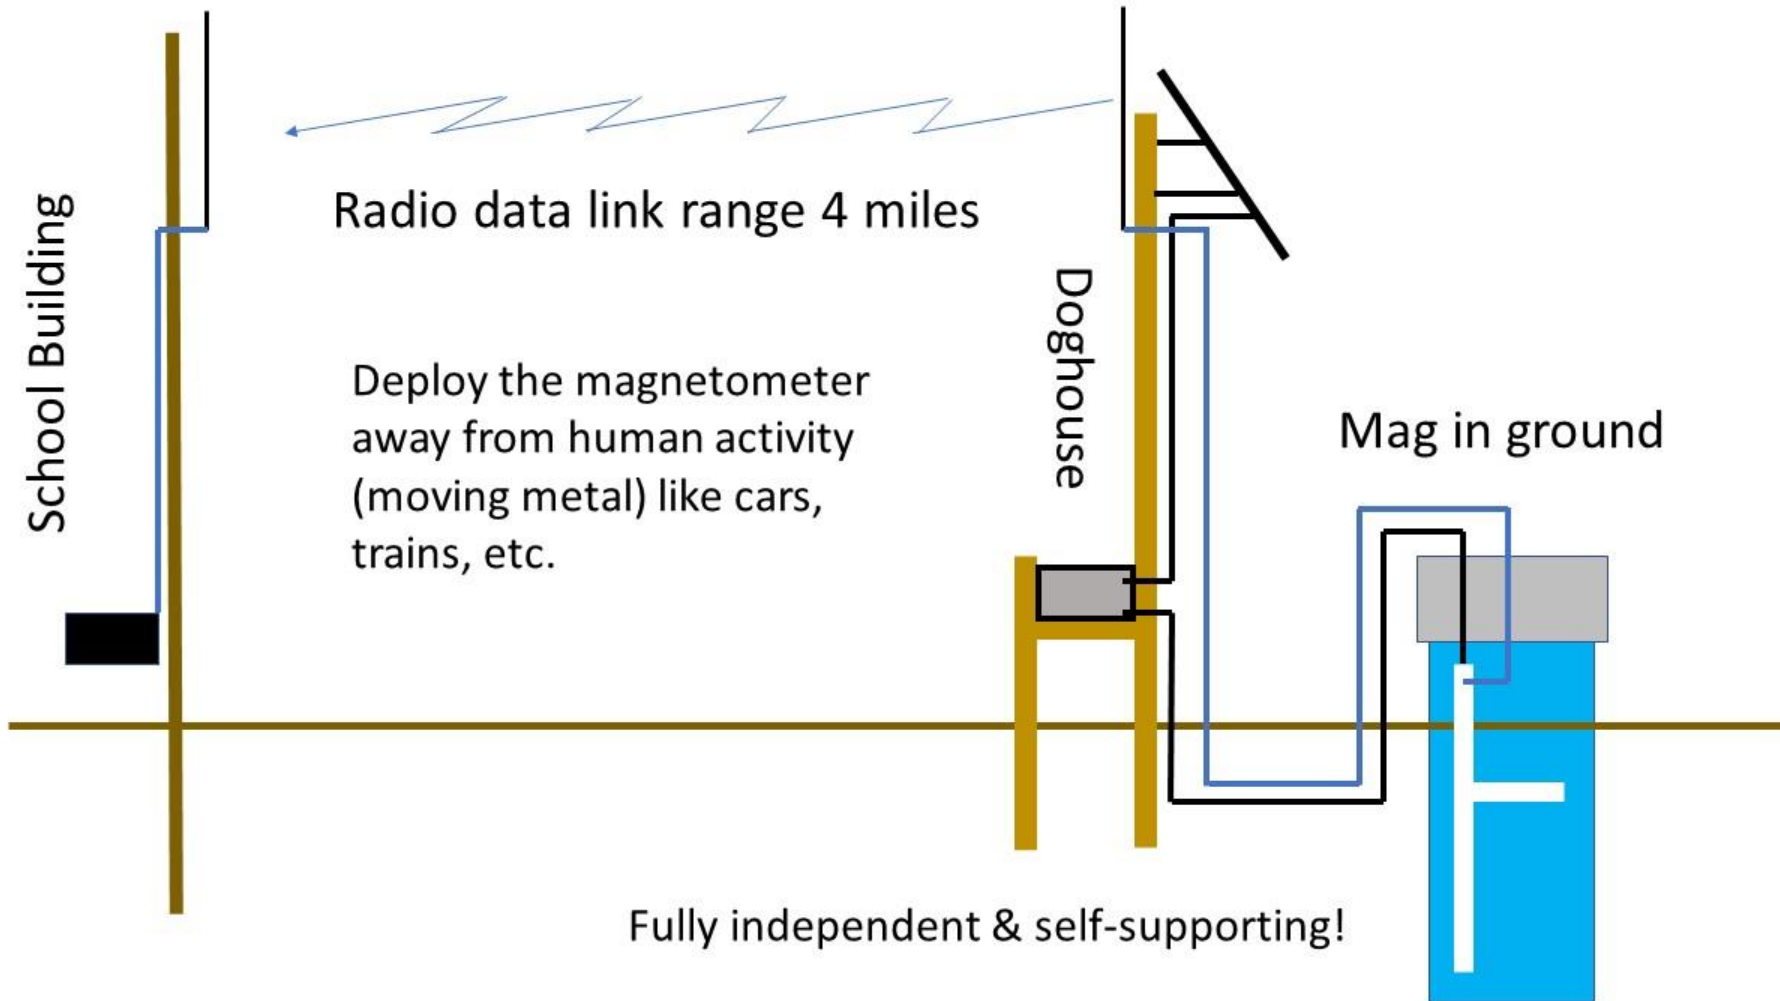 School Building
Radio data link range 4 miles
Deploy the magnetometer
away from human activity
(moving metal) like cars,
trains, etc.
Doghouse
Mag in ground
Fully independent & self-supporting!